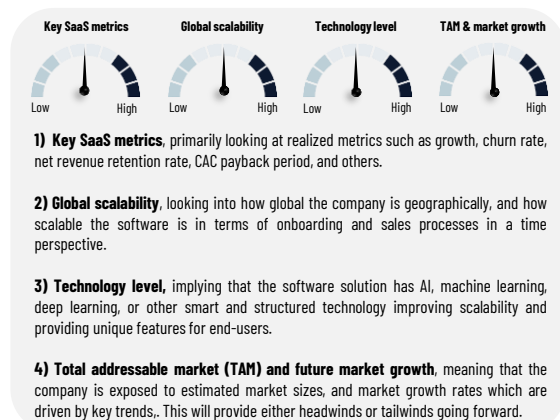 Key SaaS metrics Global scalability Technology level TAM & market growth
Low High Low High Low High Low High
1) Key SaaS metrics, primarily looking at realized metrics such as growth, churn rate,
net revenue retention rate, CAC payback period, and others.
2) Global scalability, looking into how global the company is geographically, and how
scalable the software is in terms of onboarding and sales processes in a time
perspective.
3) Technology level, implying that the software solution has AI, machine learning,
deep learning, or other smart and structured technology improving scalability and
providing unique features for end-users.
4) Total addressable market (TAM) and future market growth, meaning that the
company is exposed to estimated market sizes, and market growth rates which are
driven by key trends,. This will provide either headwinds or tailwinds going forward.